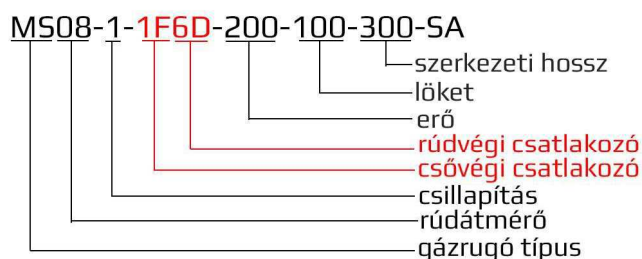 MS08-1-1F6D-200-100-300-SA
szerkezeti hossz
löket
erő
rúdvégi csatlakozó
csővégi csatlakozó
csillapítás
rúdátmérő
gázrugó típus